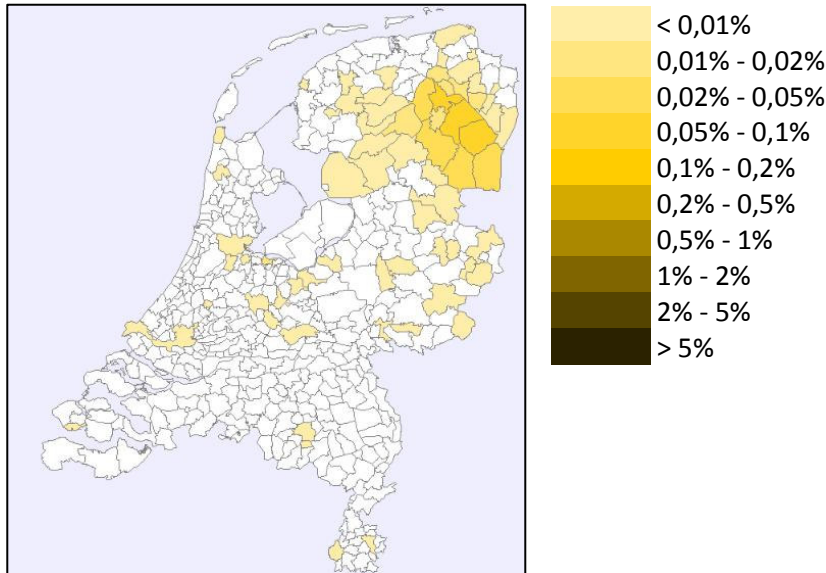 < 0,01%
0,01% - 0,02%
0,02% - 0,05%
0,05% - 0,1%
0,1% - 0,2%
0,2% - 0,5%
0,5% - 1%
1% - 2%
2% - 5%
> 5%